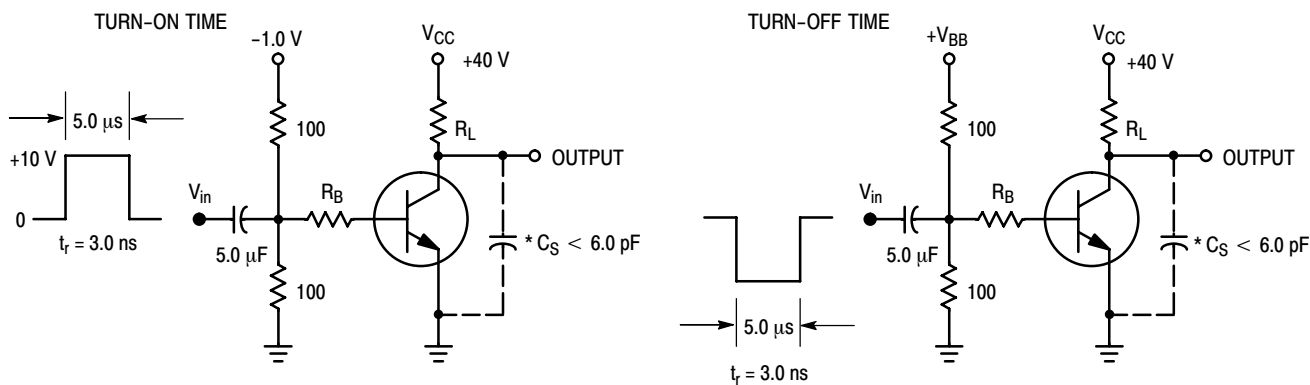 TURN-ON TIME
-1.0 V
VCC
+40 V
5.0 μs
100
RL
+10 V
OUTPUT
Vin
RB
0
tr = 3.0 ns
5.0 μF
* CS < 6.0 pF
100
TURN-OFF TIME
+VBB
VCC
+40 V
100
RL
OUTPUT
Vin
RB
5.0 μF
* CS < 6.0 pF
100
5.0 μs
tr = 3.0 ns